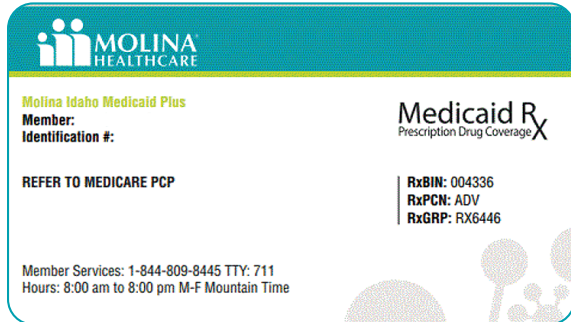 MOLINA®
HEALTHCARE
Molina Idaho Medicaid Plus
Member:
Identification #:
Medicaid Rx
Prescription Drug Coverage
REFER TO MEDICARE PCP
RxBIN: 004336
RxPCN: ADV
RxGRP: RX6446
Member Services: 1-844-809-8445 TTY: 711
Hours: 8:00 am to 8:00 pm M-F Mountain Time